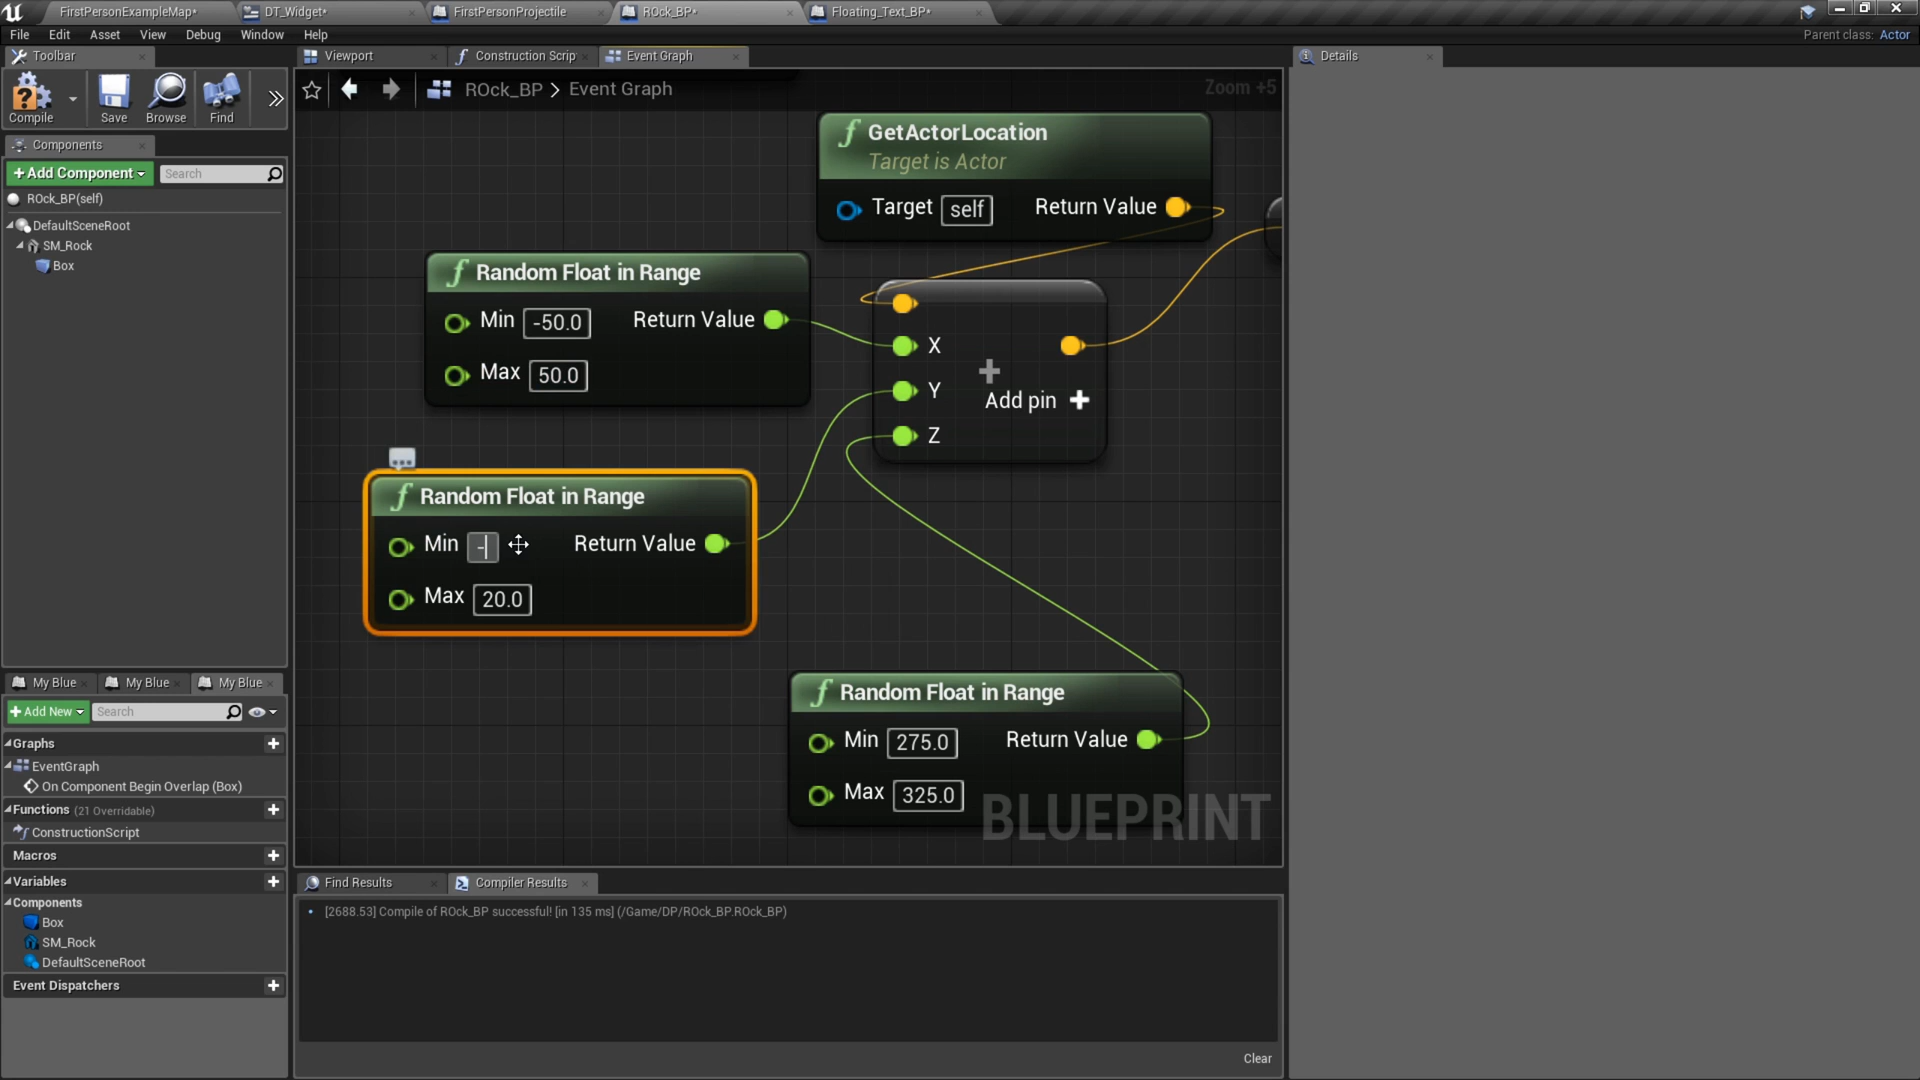 FirstPersonExampleMap*
DT_Widget*
FirstPersonProjectile
ROck_BP*
Floating_Text_BP*
File Edit Asset View Debug Window Help
Parent class: Actor
Toolbar
Viewport
Construction Scrip
Event Graph
Details
Compile
Save
Browse
Find
ROck_BP > Event Graph
Zoom +5
Components
+Add Component
Search
ROck_BP(self)
DefaultSceneRoot
SM_Rock
Box
GetActorLocation
Target is Actor
Target self
Return Value
Random Float in Range
Min -50.0
Return Value
Max 50.0
X
Y
Z
Add pin +
Random Float in Range
Min -
Return Value
Max 20.0
Random Float in Range
Min 275.0
Return Value
Max 325.0
BLUEPRINT
My Blue
My Blue
My Blue
+Add New
Search
Graphs
EventGraph
On Component Begin Overlap (Box)
Functions (21 Overridable)
ConstructionScript
Macros
Variables
Components
Box
SM_Rock
DefaultSceneRoot
Event Dispatchers
Find Results
Compiler Results
[2688.53] Compile of ROck_BP successful! [in 135 ms] (/Game/DP/ROck_BP.ROck_BP)
Clear